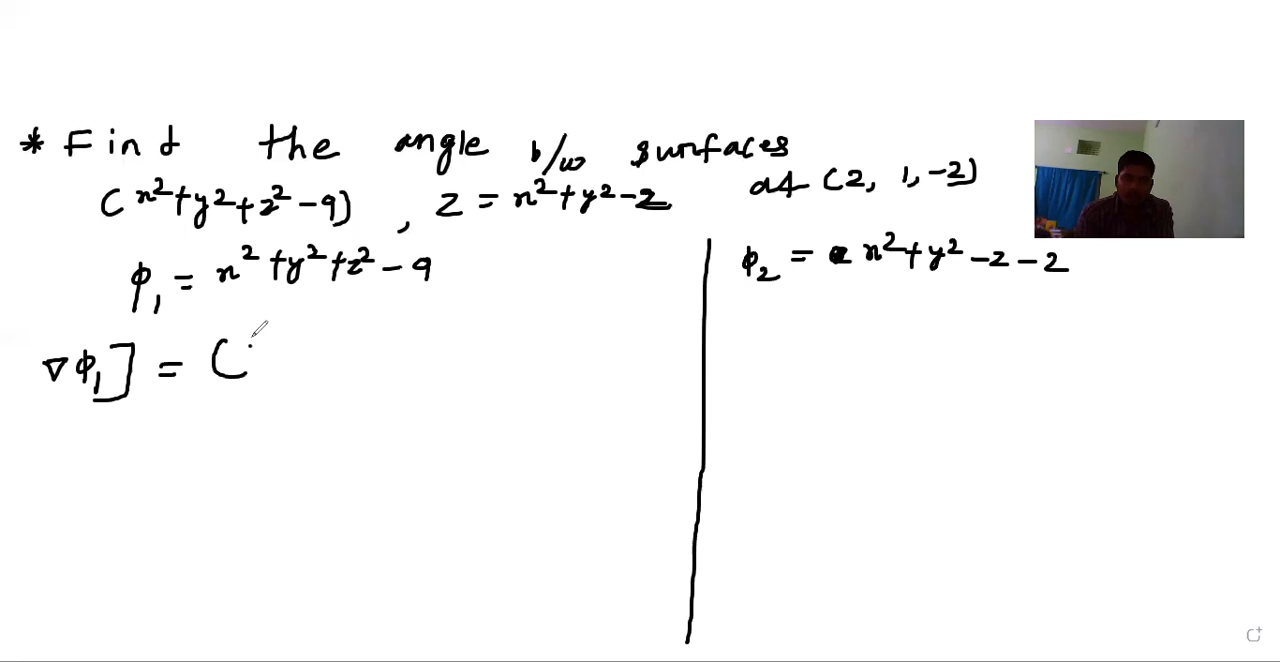 * Find the angle b/w surfaces
(x²+y²+z²-9), z=x²+y²-2 at (2, 1, -2)
ϕ₁ = x²+y²+z²-9
ϕ₂ = x²+y²-z-2
∇ϕ₁] = (